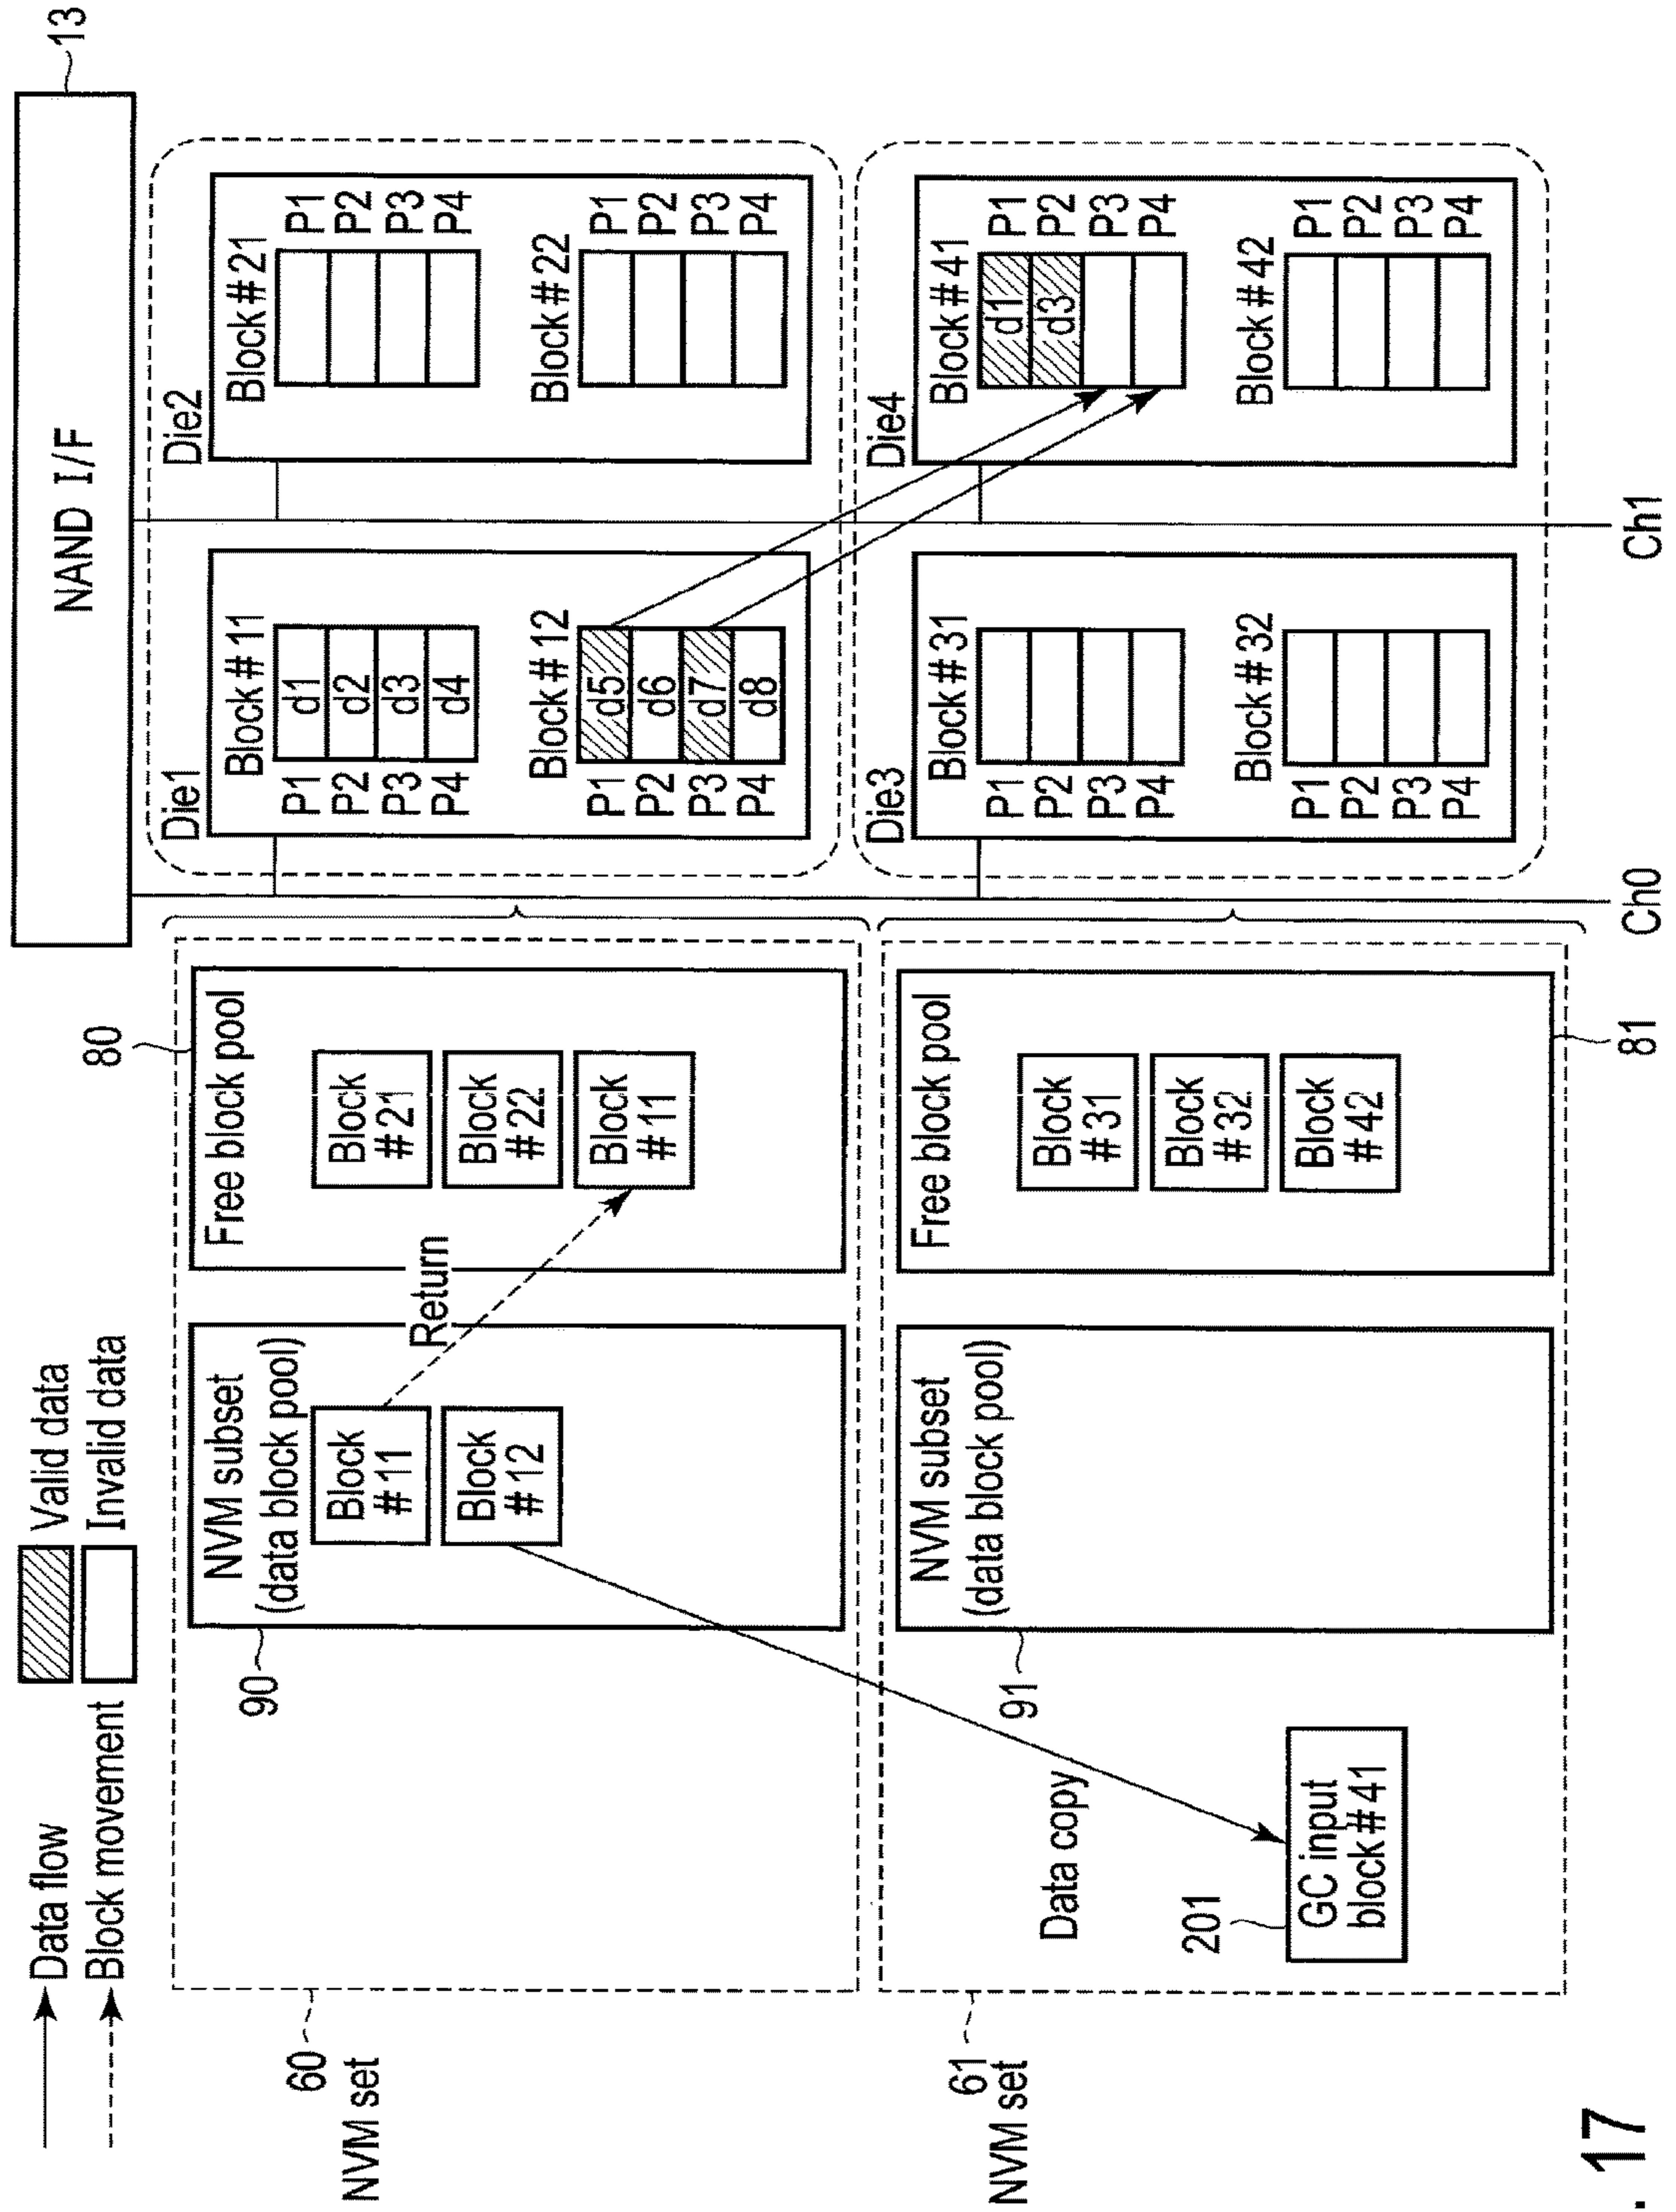 Data flow
Valid data
Block movement
Invalid data
NAND I/F
13
60
NVM set
90
NVM subset
(data block pool)
Block
#11
Block
#12
Return
80
Free block pool
Block
#21
Block
#22
Block
#11
Die1
Block#11
P1 d1
P2 d2
P3 d3
P4 d4
Block#12
P1 d5
P2 d6
P3 d7
P4 d8
Die2
Block#21
P1
P2
P3
P4
Block#22
P1
P2
P3
P4
61
NVM set
201
GC input
block#41
Data copy
91
NVM subset
(data block pool)
Free block pool
Block
#31
Block
#32
Block
#42
81
Die3
Block#31
P1
P2
P3
P4
Block#32
P1
P2
P3
P4
Die4
Block#41
d1 P1
d3 P2
P3
P4
Block#42
P1
P2
P3
P4
Ch0
Ch1
. 17